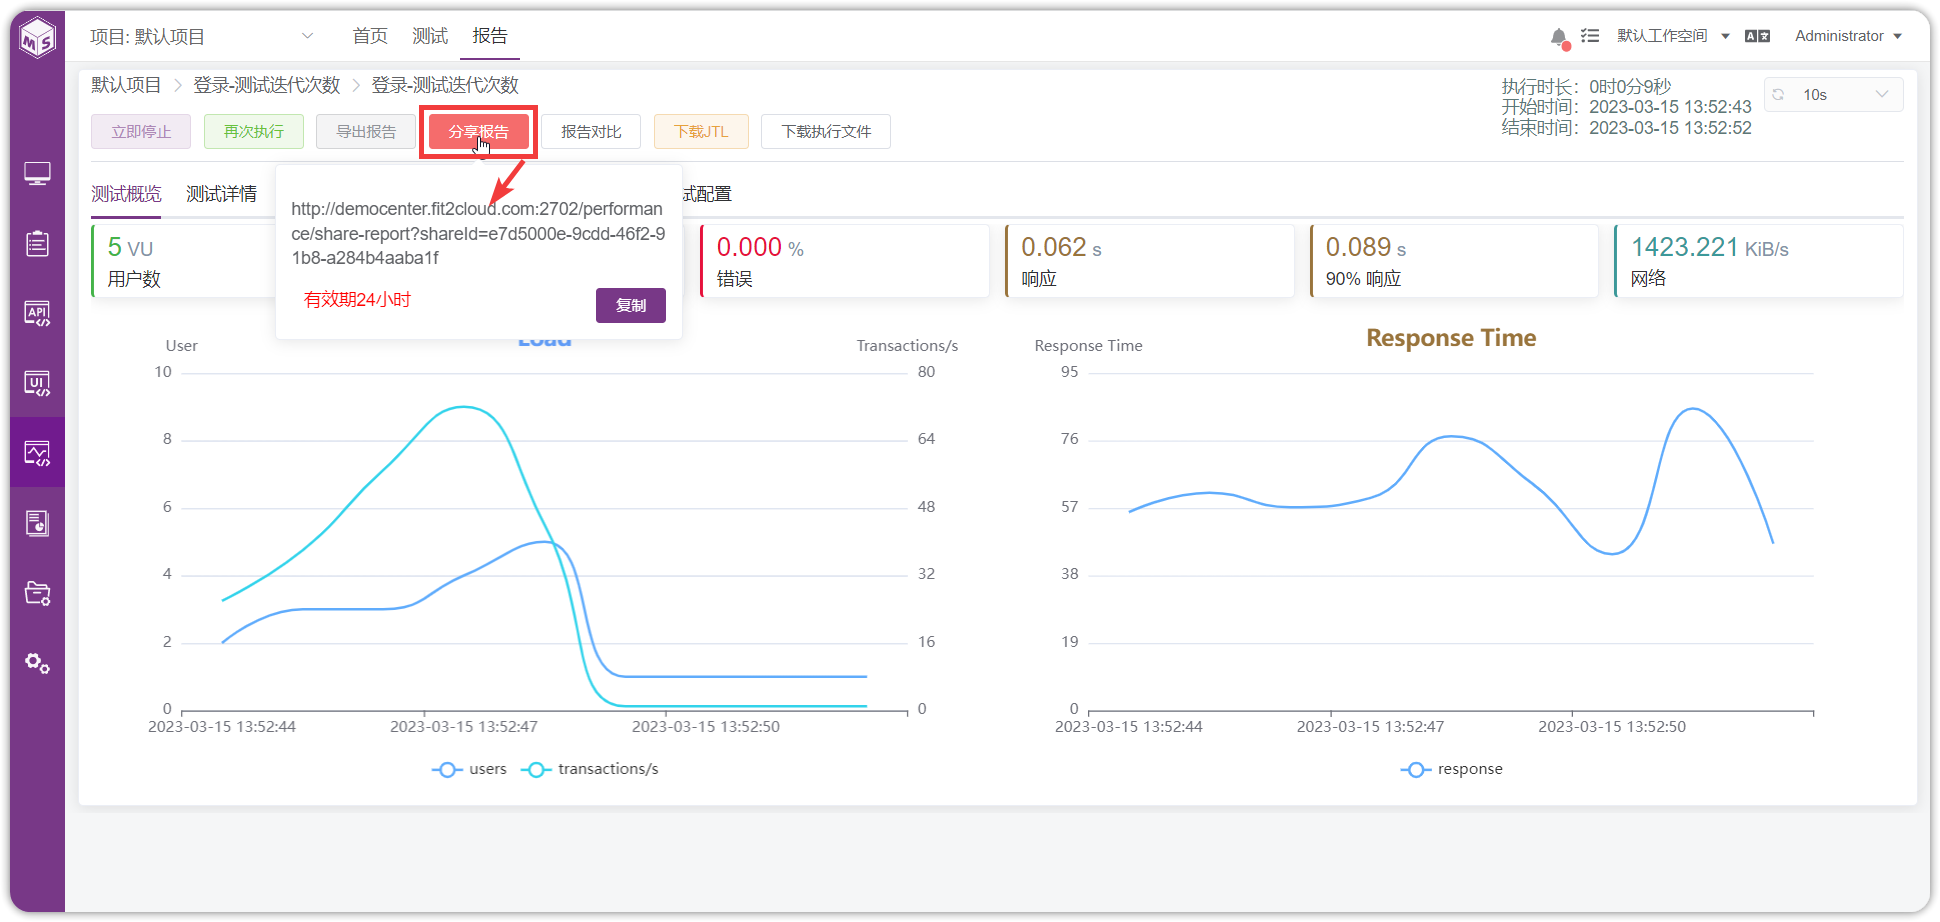 MS
项目: 默认项目
首页
测试
报告
默认工作空间
Administrator
默认项目 > 登录-测试迭代次数 > 登录-测试迭代次数
执行时长： 0时0分9秒
开始时间： 2023-03-15 13:52:43
结束时间： 2023-03-15 13:52:52
10s
立即停止
再次执行
导出报告
分享报告
报告对比
下载JTL
下载执行文件
测试概览
测试详情
试配置
http://democenter.fit2cloud.com:2702/performan
ce/share-report?shareId=e7d5000e-9cdd-46f2-9
1b8-a284b4aaba1f
有效期24小时
复制
API
UI
5 VU
用户数
0.000 %
错误
0.062 s
响应
0.089 s
90% 响应
1423.221 KiB/s
网络
Load
User
Transactions/s
10
8
6
4
2
0
80
64
48
32
16
0
2023-03-15 13:52:44
2023-03-15 13:52:47
2023-03-15 13:52:50
users
transactions/s
Response Time
Response Time
95
76
57
38
19
0
2023-03-15 13:52:44
2023-03-15 13:52:47
2023-03-15 13:52:50
response